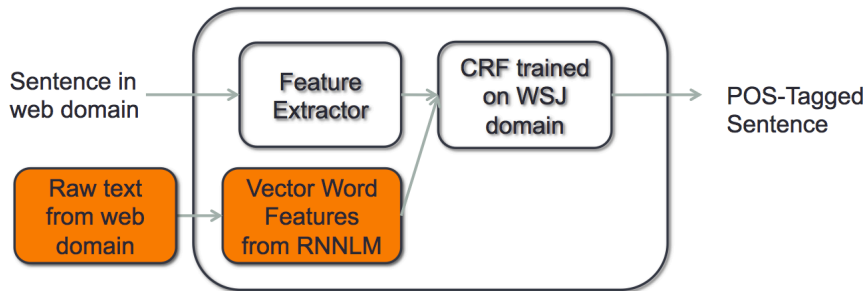 Sentence in
web domain
Feature
Extractor
CRF trained
on WSJ
domain
POS-Tagged
Sentence
Raw text
from web
domain
Vector Word
Features
from RNNLM